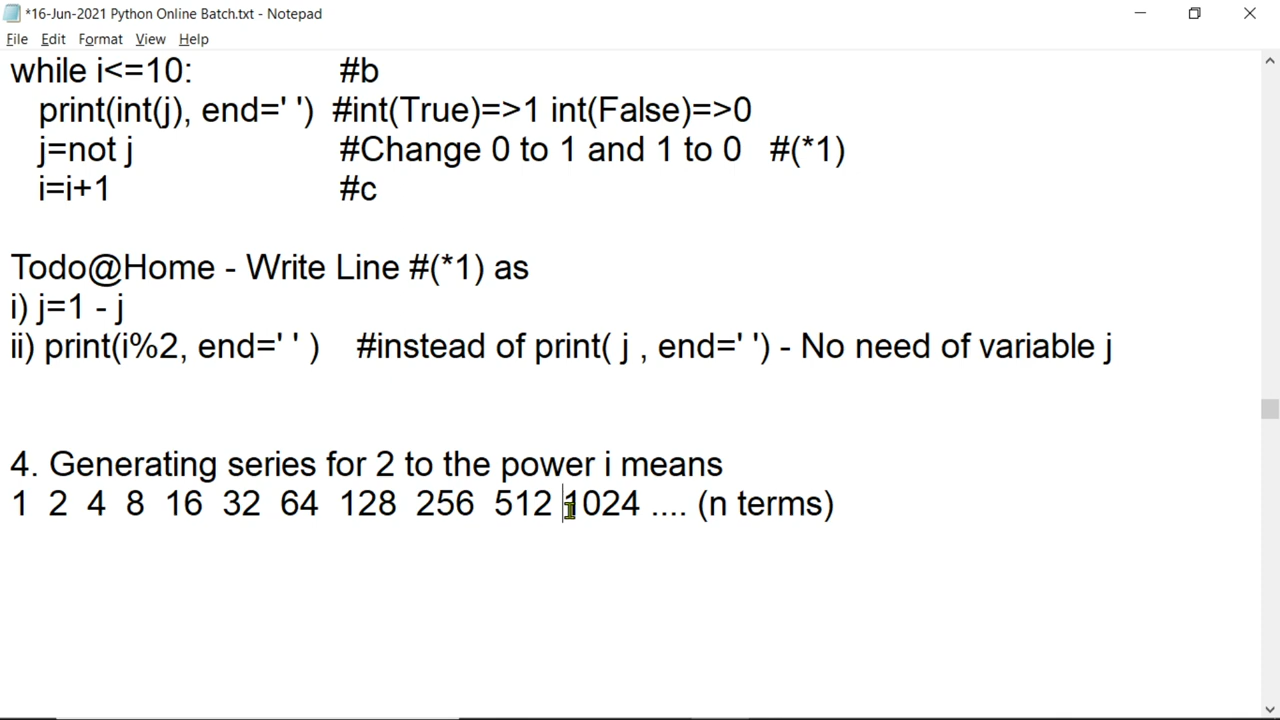 *16-Jun-2021 Python Online Batch.txt - Notepad
File Edit Format View Help
while i<=10: #b
print(int(j), end=' ') #int(True)=>1 int(False)=>0
j=not j #Change 0 to 1 and 1 to 0 #(*1)
i=i+1 #c
Todo@Home - Write Line #(*1) as
i) j=1 - j
ii) print(i%2, end=' ' ) #instead of print( j , end=' ') - No need of variable j
4. Generating series for 2 to the power i means
1 2 4 8 16 32 64 128 256 512 1024 .... (n terms)